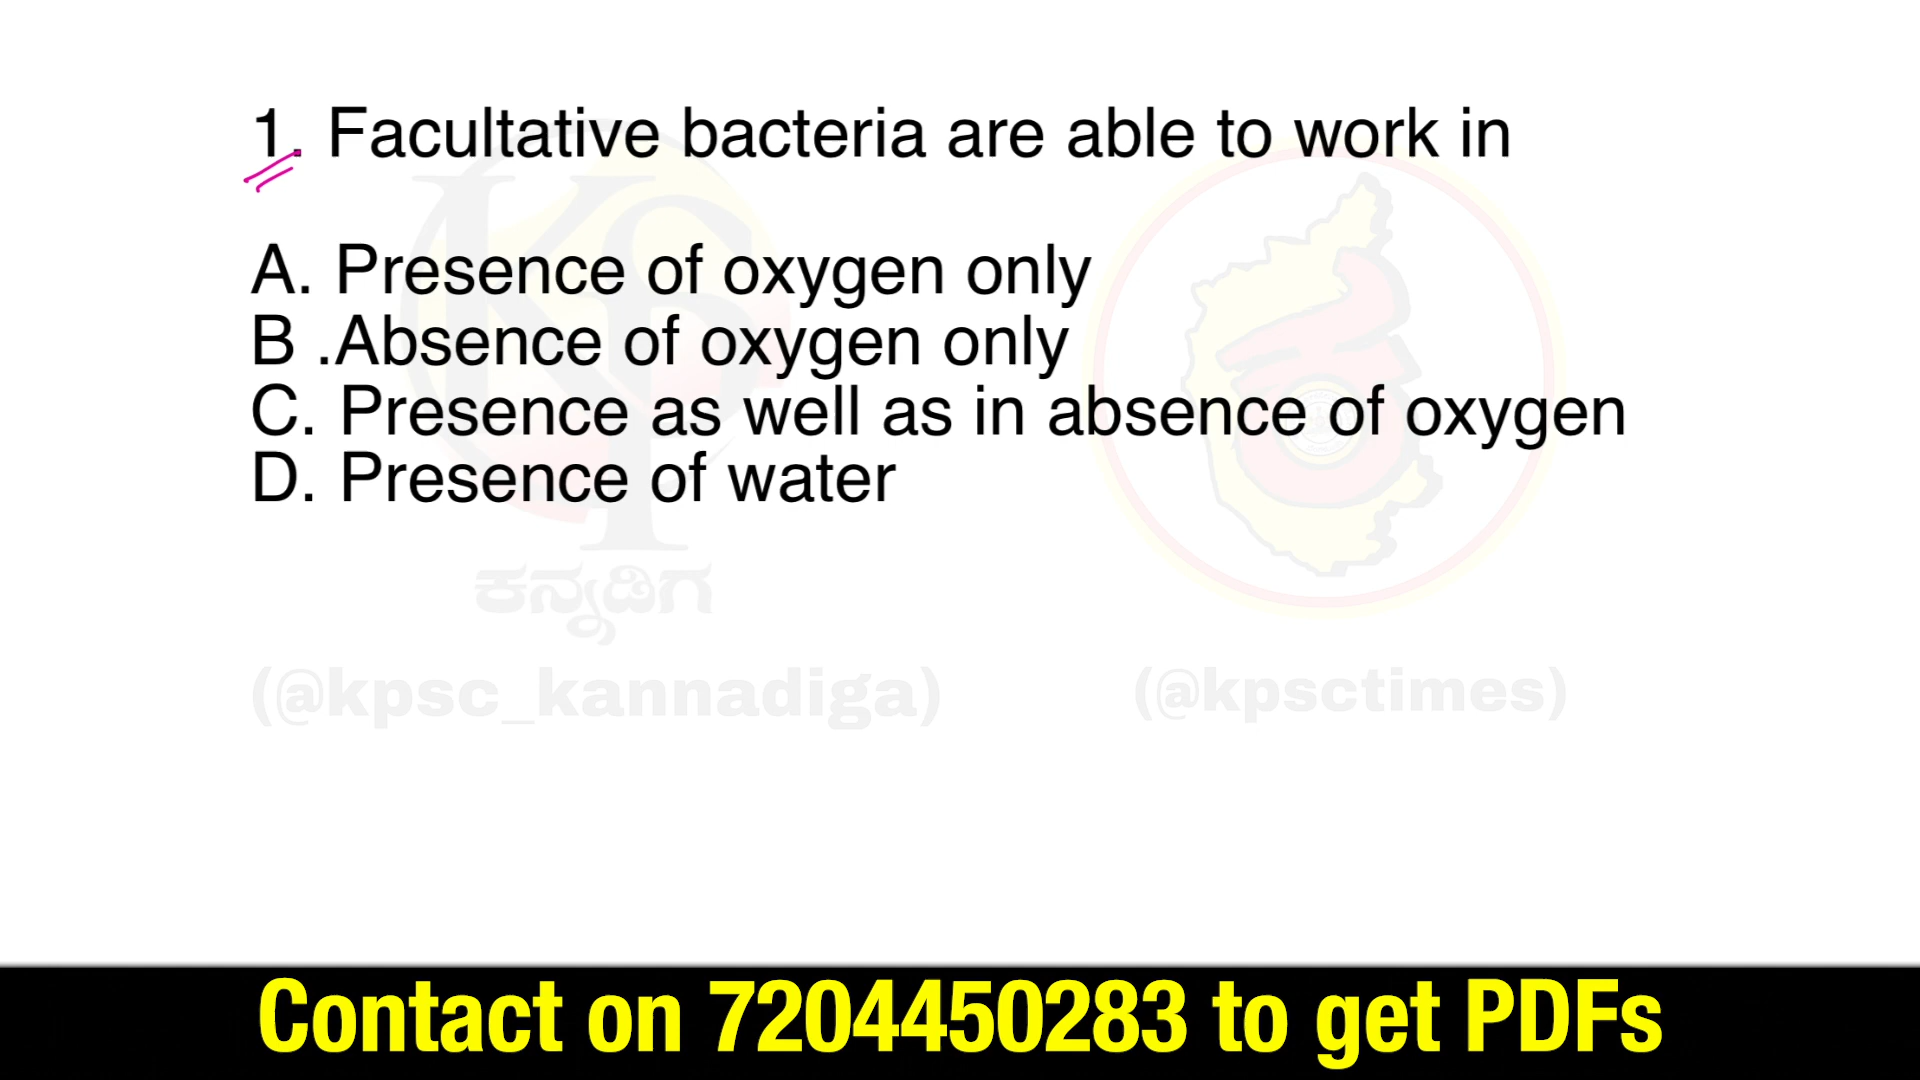 1. Facultative bacteria are able to work in
A. Presence of oxygen only
B .Absence of oxygen only
C. Presence as well as in absence of oxygen
D. Presence of water
KP
ಕನ್ನಡಿಗ
(@kpsc_kannadiga)
(@kpsctimes)
Contact on 7204450283 to get PDFs